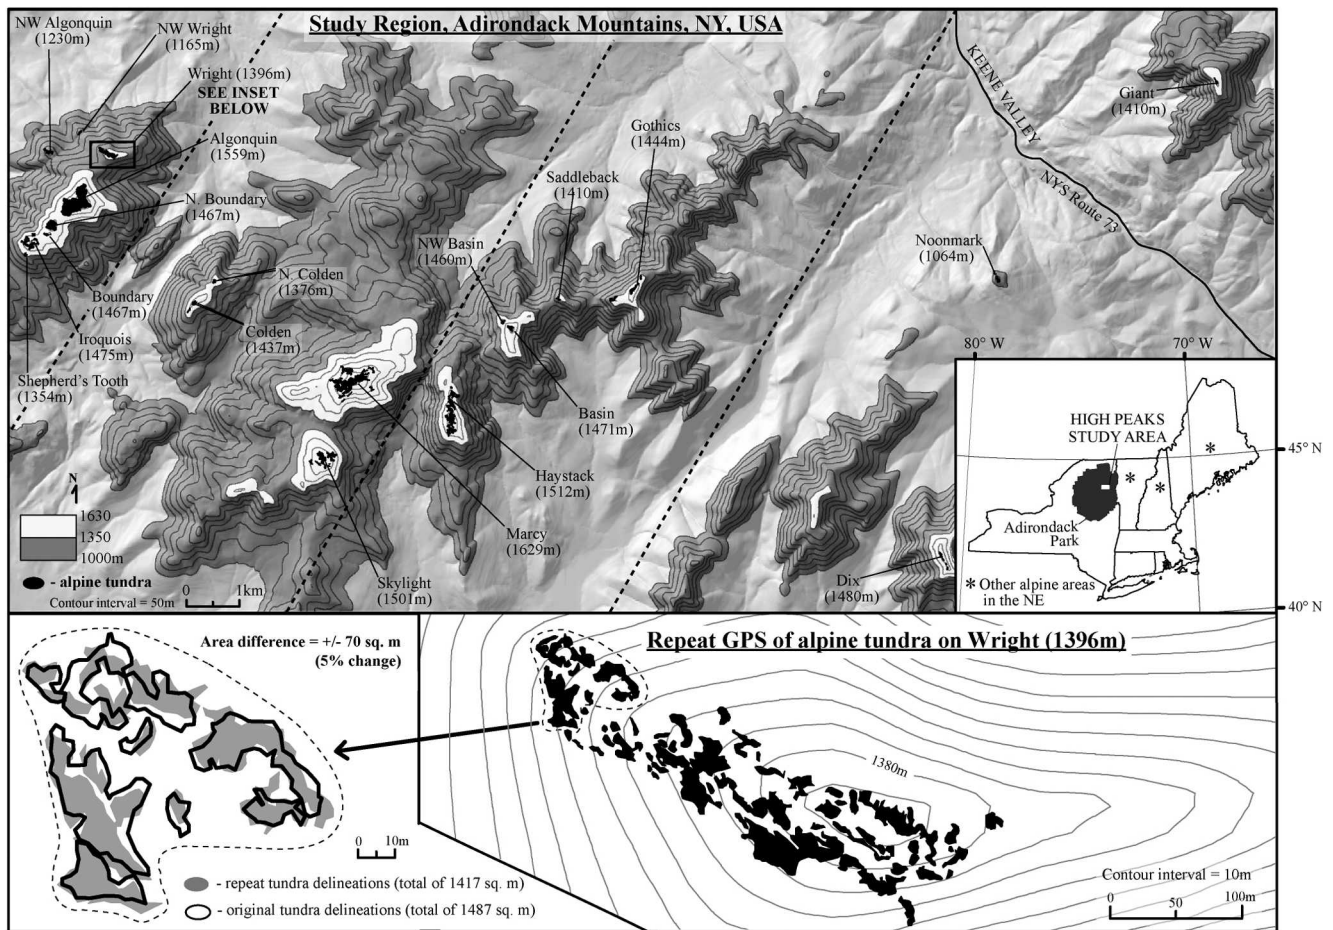 Study Region, Adirondack Mountains, NY, USA
NW Algonquin
(1230m)
NW Wright
(1165m)
Wright (1396m)
SEE INSET
BELOW
Algonquin
(1559m)
N. Boundary
(1467m)
Boundary
(1467m)
Iroquois
(1475m)
Shepherd's Tooth
(1354m)
N. Colden
(1376m)
Colden
(1437m)
NW Basin
(1460m)
Saddleback
(1410m)
Gothics
(1444m)
Basin
(1471m)
Haystack
(1512m)
Marcy
(1629m)
Skylight
(1501m)
KEENE VALLEY
NYS Route 73
Giant
(1410m)
Noonmark
(1064m)
Dix
(1480m)
N
1630
1350
1000m
- alpine tundra
Contour interval = 50m
0 1km
80° W
70° W
45° N
40° N
HIGH PEAKS
STUDY AREA
*
*
*
Adirondack
Park
* Other alpine areas
in the NE
Area difference = +/- 70 sq. m
(5% change)
0 10m
- repeat tundra delineations (total of 1417 sq. m)
- original tundra delineations (total of 1487 sq. m)
Repeat GPS of alpine tundra on Wright (1396m)
1380m
Contour interval = 10m
0 50 100m